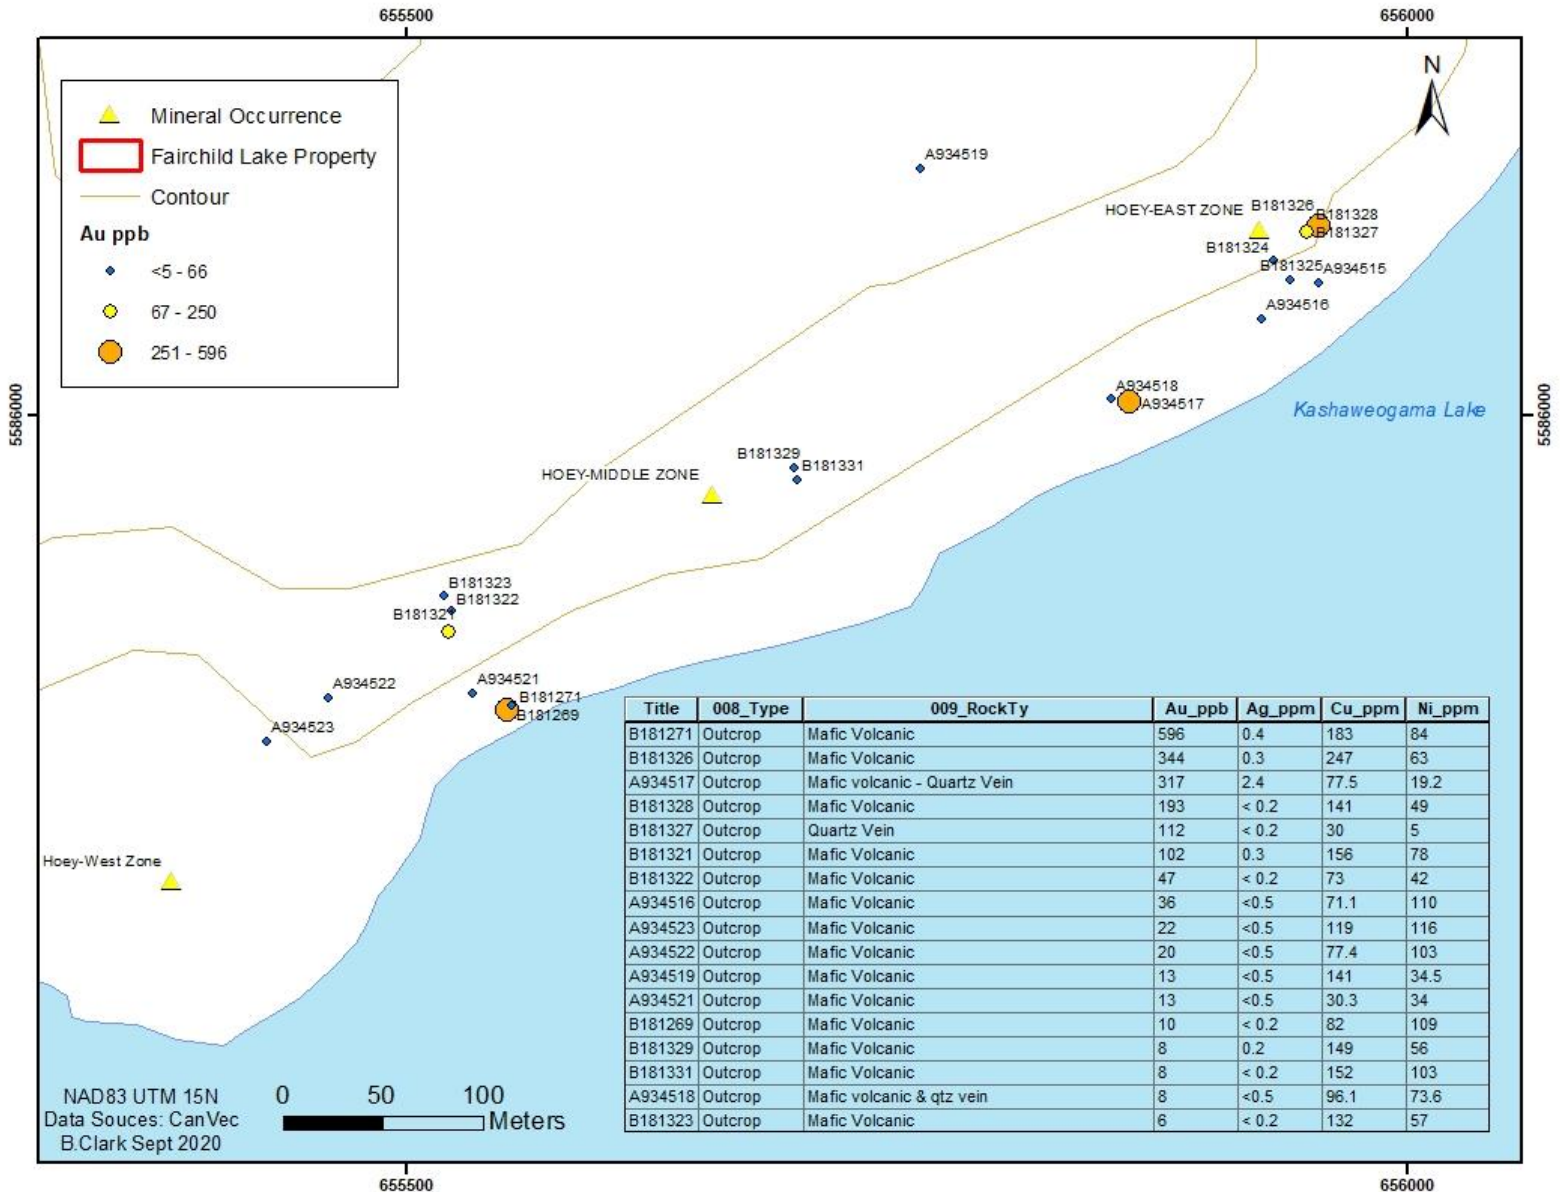 655500
656000
N
Mineral Occurrence
Fairchild Lake Property
Contour
Au ppb
<5 - 66
67 - 250
251 - 596
A934519
HOEY-EAST ZONE
B181326
B181328
B181327
B181324
B181325
A934515
A934516
A934518
A934517
5586000
5586000
Kashaweogama Lake
B181329
B181331
HOEY-MIDDLE ZONE
B181323
B181322
B181321
A934522
A934521
B181271
B181269
A934523
Hoey-West Zone
Title 008_Type 009_RockTy Au_ppb Ag_ppm Cu_ppm Ni_ppm
B181271 Outcrop Mafic Volcanic 596 0.4 183 84
B181326 Outcrop Mafic Volcanic 344 0.3 247 63
A934517 Outcrop Mafic volcanic - Quartz Vein 317 2.4 77.5 19.2
B181328 Outcrop Mafic Volcanic 193 < 0.2 141 49
B181327 Outcrop Quartz Vein 112 < 0.2 30 5
B181321 Outcrop Mafic Volcanic 102 0.3 156 78
B181322 Outcrop Mafic Volcanic 47 < 0.2 73 42
A934516 Outcrop Mafic Volcanic 36 <0.5 71.1 110
A934523 Outcrop Mafic Volcanic 22 <0.5 119 116
A934522 Outcrop Mafic Volcanic 20 <0.5 77.4 103
A934519 Outcrop Mafic Volcanic 13 <0.5 141 34.5
A934521 Outcrop Mafic Volcanic 13 <0.5 30.3 34
B181269 Outcrop Mafic Volcanic 10 < 0.2 82 109
B181329 Outcrop Mafic Volcanic 8 0.2 149 56
B181331 Outcrop Mafic Volcanic 8 < 0.2 152 103
A934518 Outcrop Mafic volcanic & qtz vein 8 <0.5 96.1 73.6
B181323 Outcrop Mafic Volcanic 6 < 0.2 132 57
NAD83 UTM 15N
Data Souces: CanVec
B.Clark Sept 2020
0 50 100
Meters
655500
656000